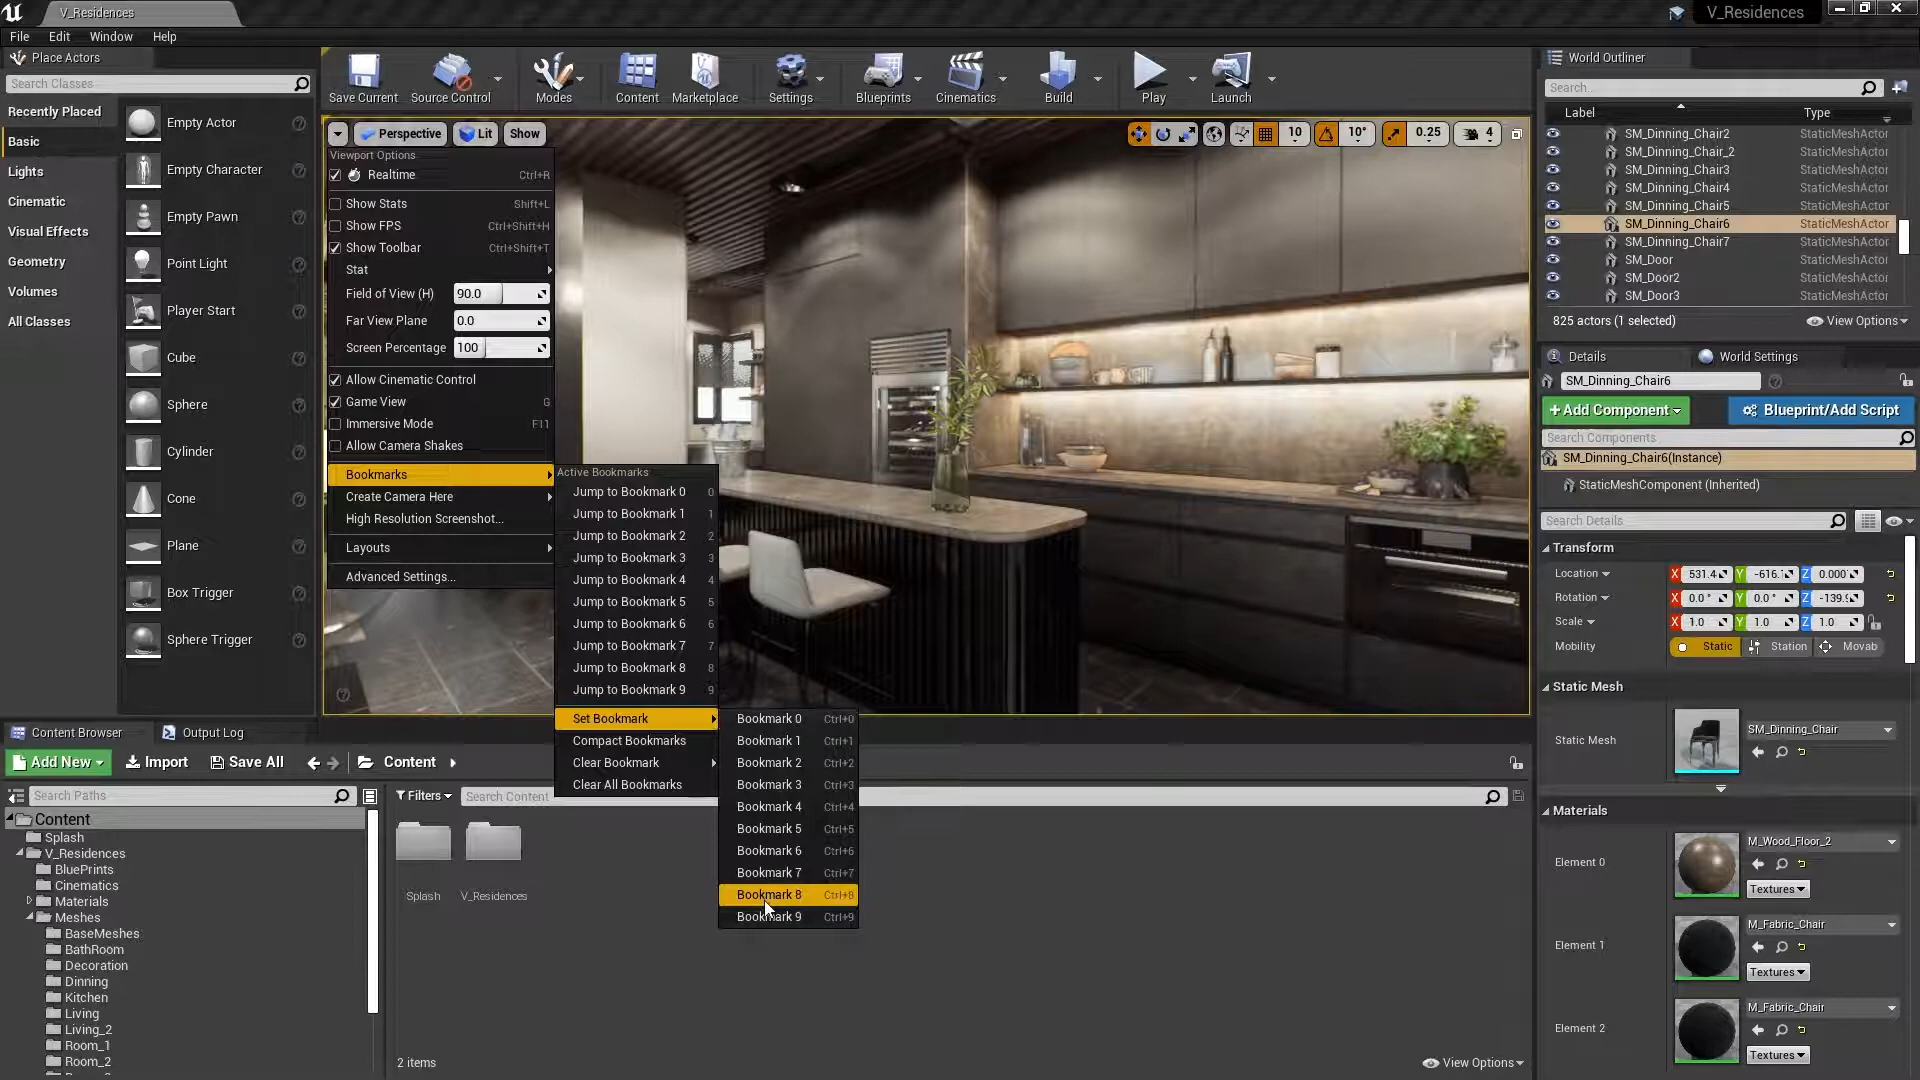 V_Residences
V_Residences
File Edit Window Help
Place Actors
Search Classes
Recently Placed
Basic
Lights
Cinematic
Visual Effects
Geometry
Volumes
All Classes
Empty Actor
Empty Character
Empty Pawn
Point Light
Player Start
Cube
Sphere
Cylinder
Cone
Plane
Box Trigger
Sphere Trigger
Save Current
Source Control
Modes
Content
Marketplace
Settings
Blueprints
Cinematics
Build
Play
Launch
Perspective Lit Show
10 10° 0.25 4
Viewport Options
Realtime Ctrl+R
Show Stats Shift+L
Show FPS Ctrl+Shift+H
Show Toolbar Ctrl+Shift+T
Stat
Field of View (H) 90.0
Far View Plane 0.0
Screen Percentage 100
Allow Cinematic Control
Game View G
Immersive Mode F11
Allow Camera Shakes
Bookmarks
Create Camera Here
High Resolution Screenshot...
Layouts
Advanced Settings...
Active Bookmarks
Jump to Bookmark 0 0
Jump to Bookmark 1 1
Jump to Bookmark 2 2
Jump to Bookmark 3 3
Jump to Bookmark 4 4
Jump to Bookmark 5 5
Jump to Bookmark 6 6
Jump to Bookmark 7 7
Jump to Bookmark 8 8
Jump to Bookmark 9 9
Set Bookmark
Compact Bookmarks
Clear Bookmark
Clear All Bookmarks
Bookmark 0 Ctrl+0
Bookmark 1 Ctrl+1
Bookmark 2 Ctrl+2
Bookmark 3 Ctrl+3
Bookmark 4 Ctrl+4
Bookmark 5 Ctrl+5
Bookmark 6 Ctrl+6
Bookmark 7 Ctrl+7
Bookmark 8 Ctrl+8
Bookmark 9 Ctrl+9
World Outliner
Search...
Label Type
SM_Dinning_Chair2 StaticMeshActor
SM_Dinning_Chair_2 StaticMeshActor
SM_Dinning_Chair3 StaticMeshActor
SM_Dinning_Chair4 StaticMeshActor
SM_Dinning_Chair5 StaticMeshActor
SM_Dinning_Chair6 StaticMeshActor
SM_Dinning_Chair7 StaticMeshActor
SM_Door StaticMeshActor
SM_Door2 StaticMeshActor
SM_Door3 StaticMeshActor
825 actors (1 selected) View Options
Details World Settings
SM_Dinning_Chair6
+Add Component Blueprint/Add Script
Search Components
SM_Dinning_Chair6(Instance)
StaticMeshComponent (Inherited)
Search Details
Transform
Location X 531.4 Y -616.1 Z 0.000
Rotation X 0.0 ° Y 0.0 ° Z -139.9
Scale X 1.0 Y 1.0 Z 1.0
Mobility Static Station Movab
Static Mesh
Static Mesh SM_Dinning_Chair
Materials
Element 0 M_Wood_Floor_2
Textures
Element 1 M_Fabric_Chair
Textures
Element 2 M_Fabric_Chair
Textures
Content Browser Output Log
Add New Import Save All Content
Search Paths
Filters Search Content
Content
Splash
V_Residences
BluePrints
Cinematics
Materials
Meshes
BaseMeshes
BathRoom
Decoration
Dinning
Kitchen
Living
Living_2
Room_1
Room_2
Splash V_Residences
2 items View Options